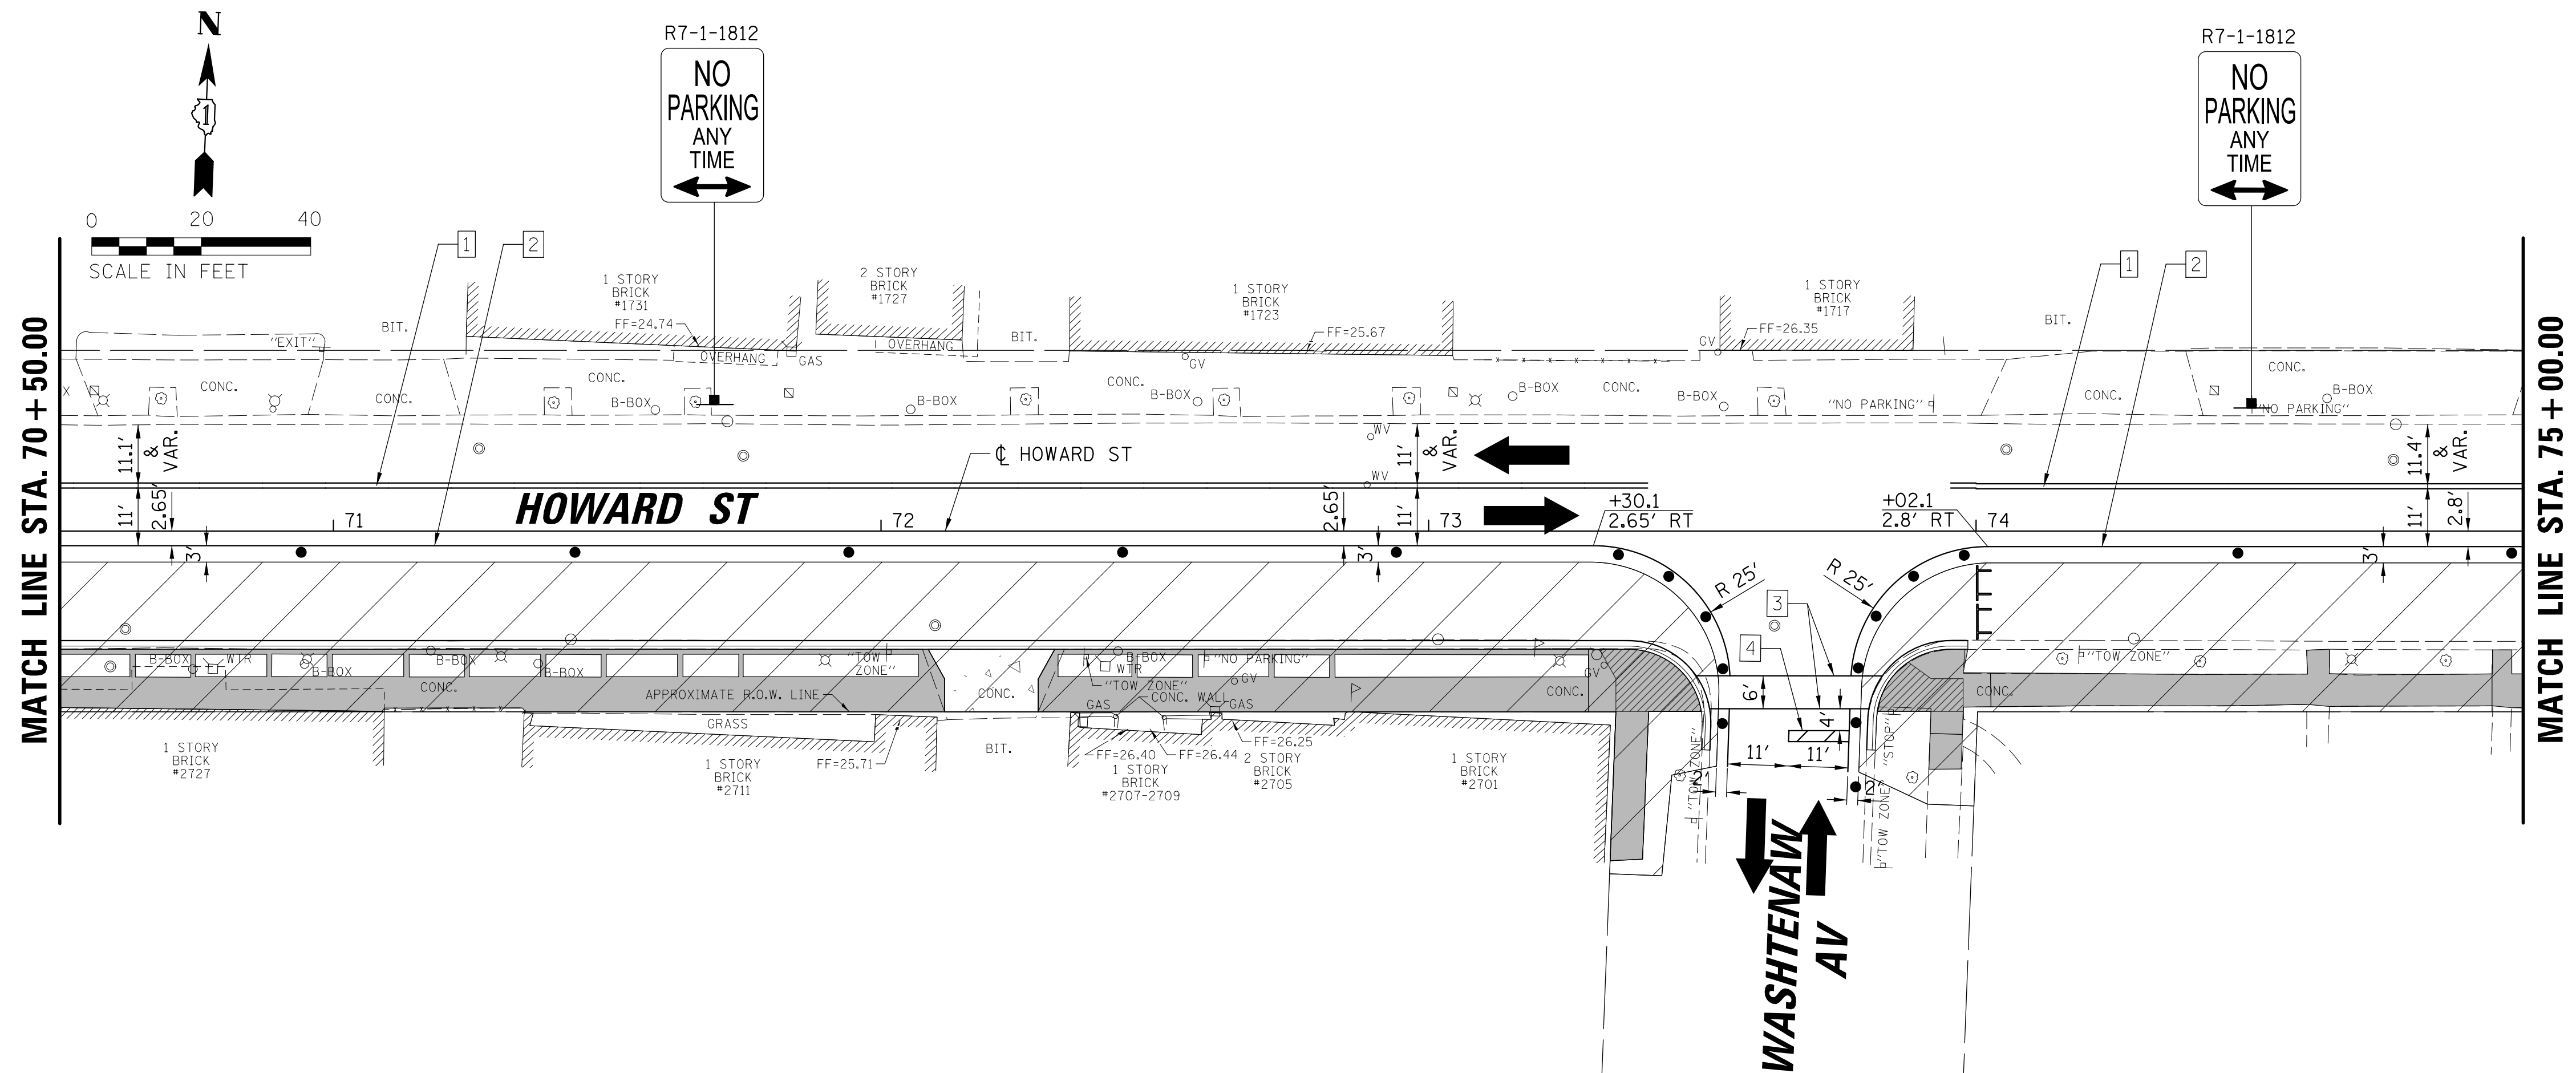 N
1
0 20 40
SCALE IN FEET
R7-1-1812
NO
PARKING
ANY
TIME
R7-1-1812
NO
PARKING
ANY
TIME
MATCH LINE STA. 70+50.00
MATCH LINE STA. 75+00.00
1
2
1
2
1 STORY
BRICK
#1731
FF=24.74
2 STORY
BRICK
#1727
1 STORY
BRICK
#1723
FF=25.67
1 STORY
BRICK
#1717
FF=26.35
BIT.
BIT.
BIT.
"EXIT"
OVERHANG
GAS
OVERHANG
GV
GV
CONC.
CONC.
CONC.
CONC.
CONC.
CONC.
CONC.
B-BOX
B-BOX
B-BOX
B-BOX
B-BOX
B-BOX
"NO PARKING"
"NO PARKING"
WV
WV
11.1'
&
VAR.
11'
2.65'
3'
11'
&
VAR.
11'
2.65'
3'
11.4'
&
VAR.
11'
2.8'
3'
℄ HOWARD ST
HOWARD ST
71
72
73
74
+30.1
2.65' RT
+02.1
2.8' RT
R 25'
R 25'
3
4
6'
4'
11'
11'
2'
2'
B-BOX
WTR
B-BOX
B-BOX
B-BOX
CONC.
"TOW
ZONE"
APPROXIMATE R.O.W. LINE
CONC.
B-BOX
WTR
"TOW ZONE"
"NO PARKING"
GV
CONC. WALL
GAS
GAS
CONC.
GV
"TOW ZONE"
CONC.
GRASS
BIT.
1 STORY
BRICK
#2727
1 STORY
BRICK
#2711
FF=25.71
FF=26.40
FF=26.44
1 STORY
BRICK
#2707-2709
FF=26.25
2 STORY
BRICK
#2705
1 STORY
BRICK
#2701
"TOW ZONE"
"STOP"
"TOW ZONE"
WASHTENAW
AV